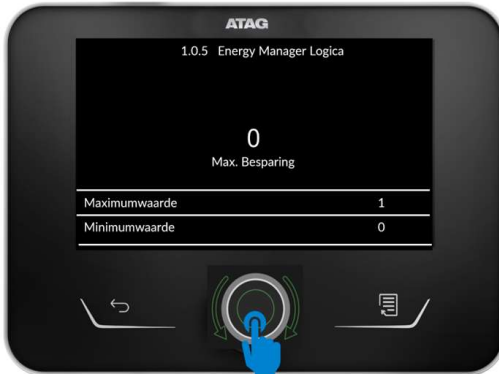 ATAG
1.0.5 Energy Manager Logica
0
Max. Besparing
Maximumwaarde 1
Minimumwaarde 0